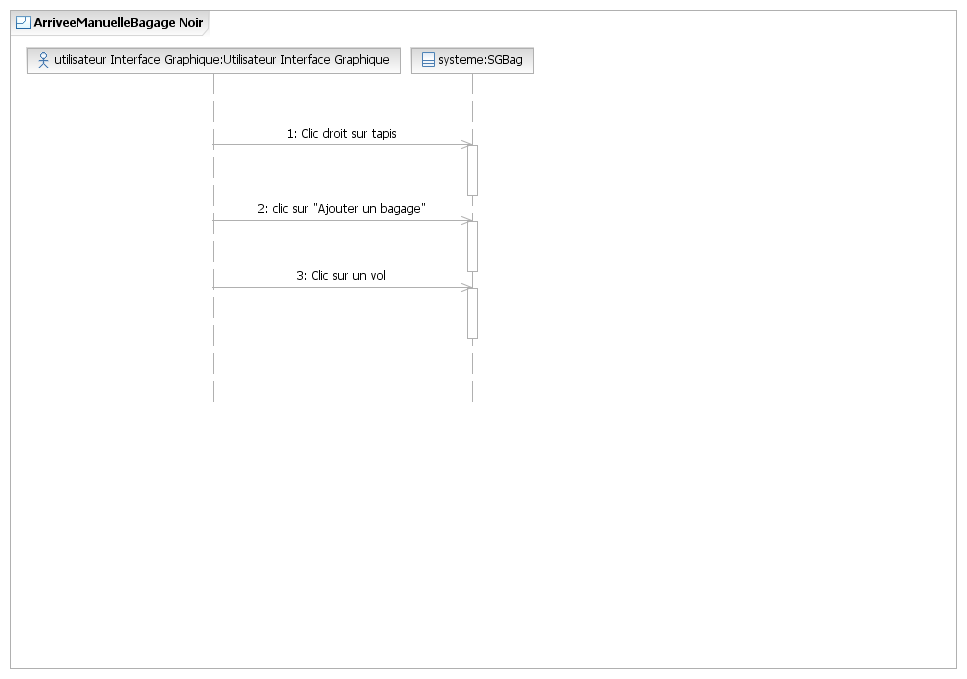 ArriveeManuelleBagage Noir
utilisateur Interface Graphique:Utilisateur Interface Graphique
systeme:SGBag
1: Clic droit sur tapis
2: clic sur "Ajouter un bagage"
3: Clic sur un vol